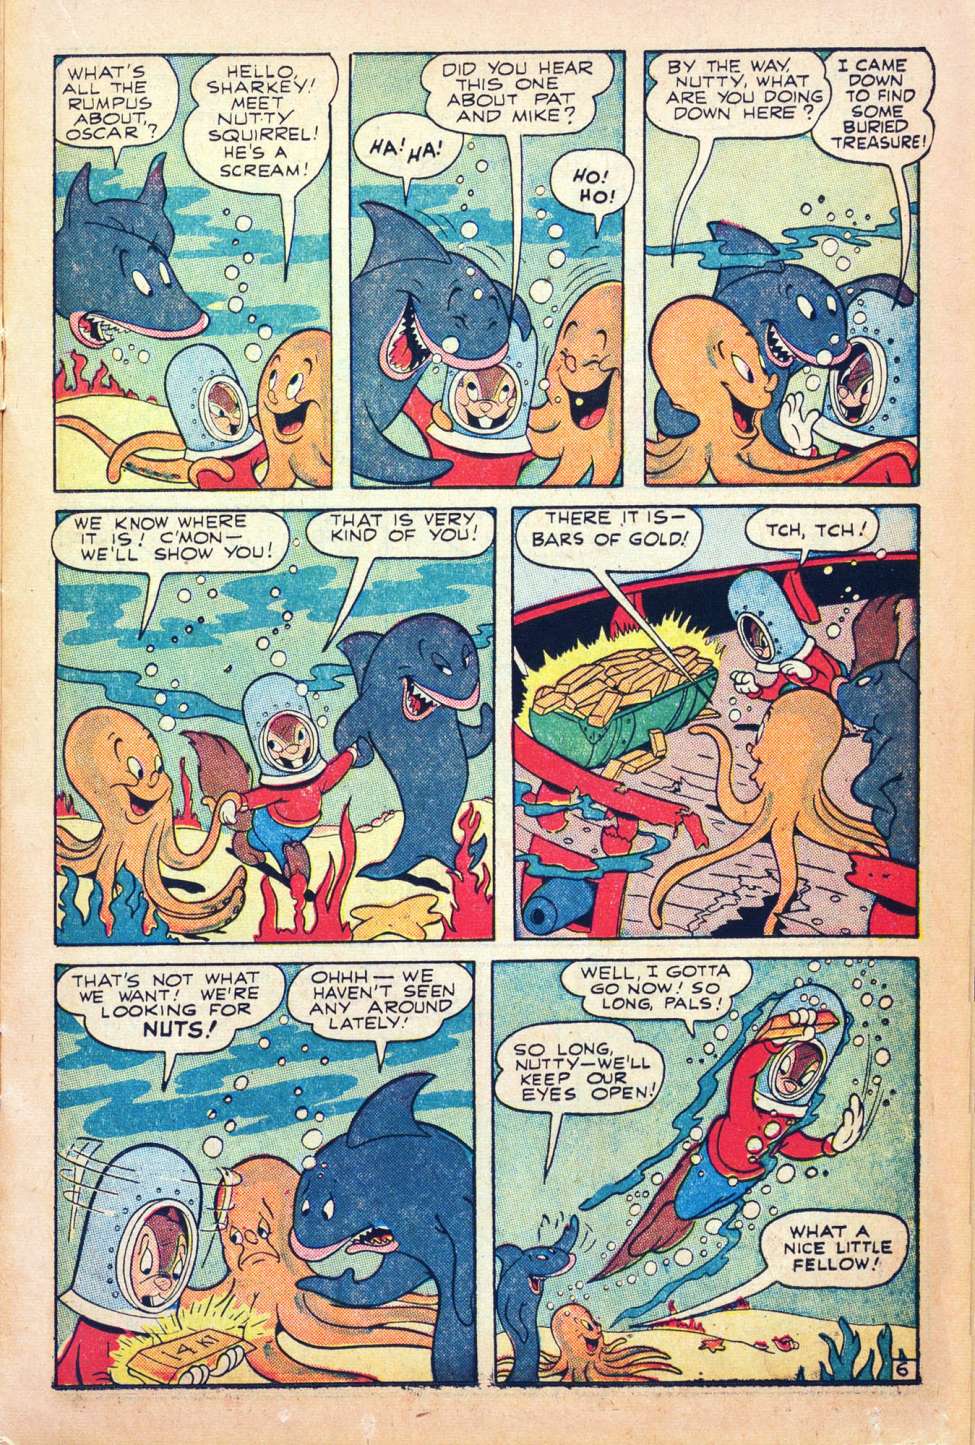 WHAT'S
ALL THE
RUMPUS
ABOUT,
OSCAR?
HELLO,
SHARKEY!
MEET
NUTTY
SQUIRREL!
HE'S A
SCREAM!
HA! HA!
DID YOU HEAR
THIS ONE
ABOUT PAT
AND MIKE?
HO!
HO!
BY THE WAY,
NUTTY, WHAT
ARE YOU DOING
DOWN HERE?
I CAME
DOWN
TO FIND
SOME
BURIED
TREASURE!
WE KNOW WHERE
IT IS! C'MON—
WE'LL SHOW YOU!
THAT IS VERY
KIND OF YOU!
THERE IT IS—
BARS OF GOLD!
TCH, TCH!
THAT'S NOT WHAT
WE WANT! WE'RE
LOOKING FOR
NUTS!
OHHH— WE
HAVEN'T SEEN
ANY AROUND
LATELY!
14 KT
WELL, I GOTTA
GO NOW! SO
LONG, PALS!
SO LONG,
NUTTY—WE'LL
KEEP OUR
EYES OPEN!
WHAT A
NICE LITTLE
FELLOW!
6